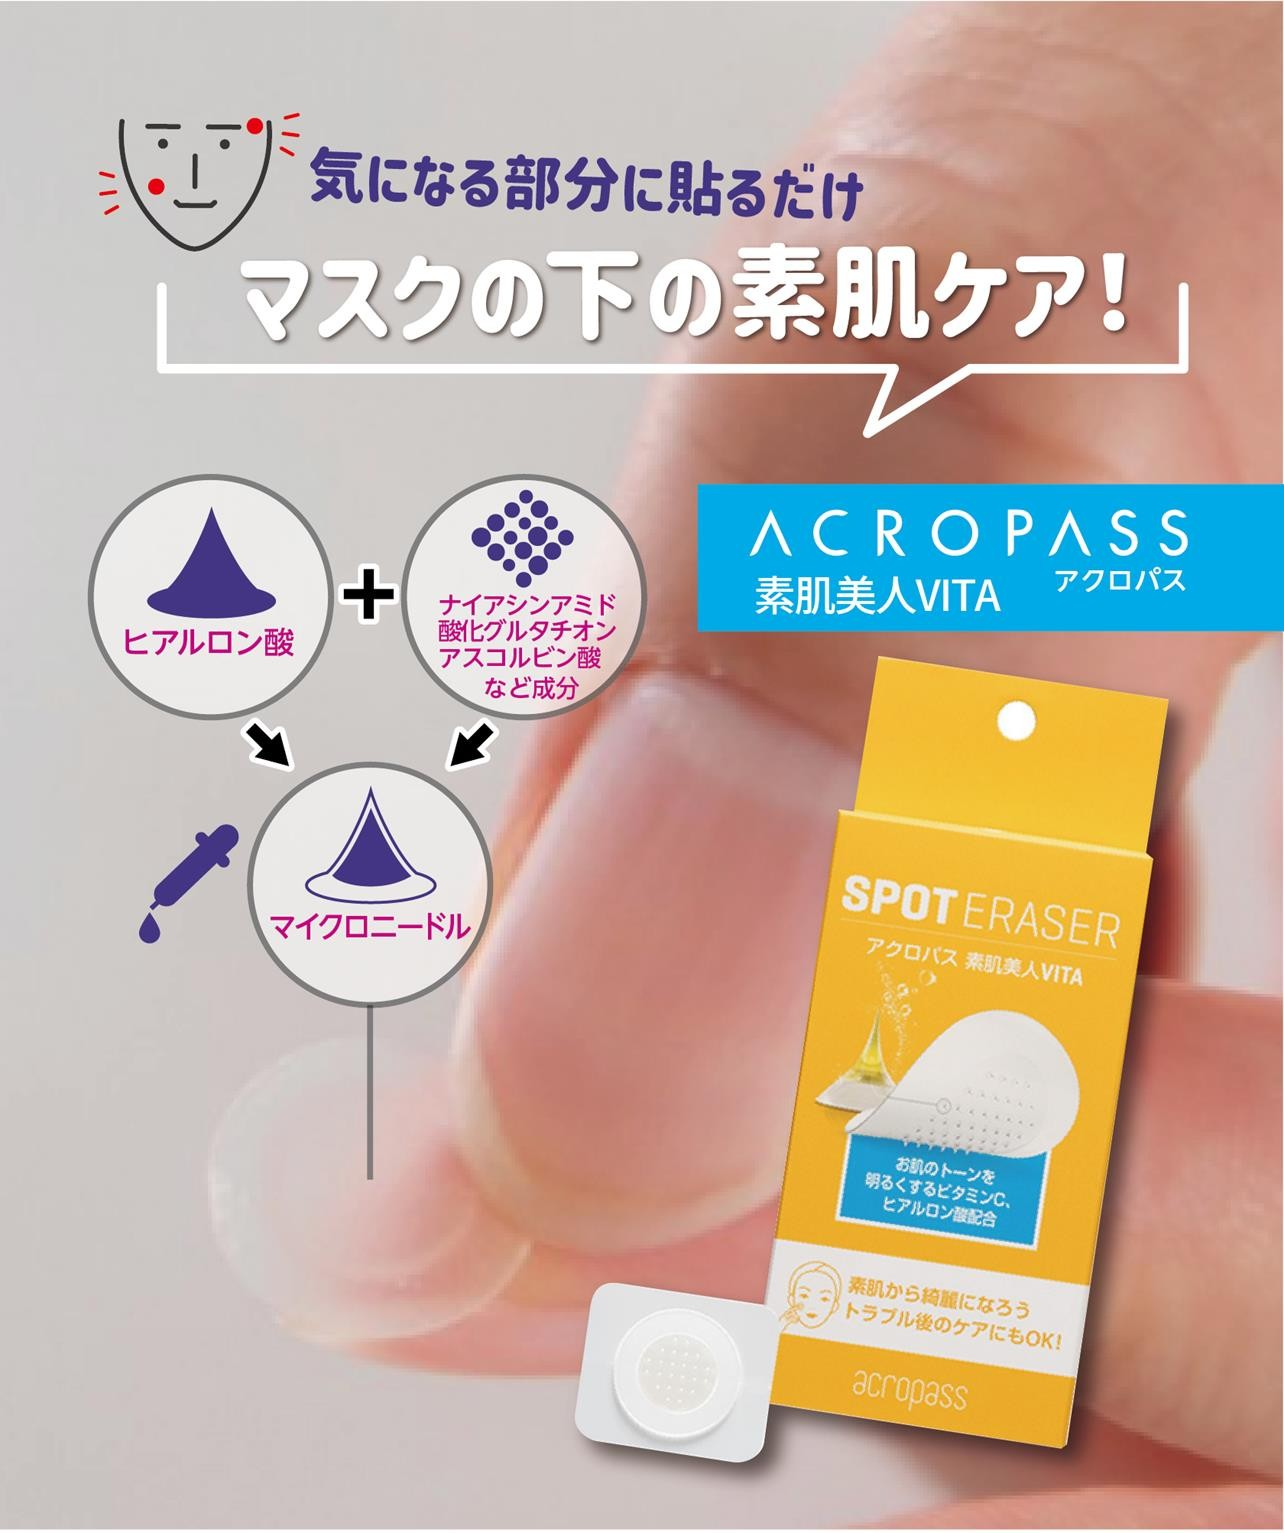 気になる部分に貼るだけ
マスクの下の素肌ケア!
ACROPASS
アクロパス
素肌美人VITA
ヒアルロン酸
ナイアシンアミド
酸化グルタチオン
アスコルビン酸
など成分
マイクロニードル
SPOT ERASER
アクロパス 素肌美人VITA
お肌のトーンを
明るくするビタミンC、
ヒアルロン酸配合
素肌から綺麗になろう
トラブル後のケアにもOK!
acropass